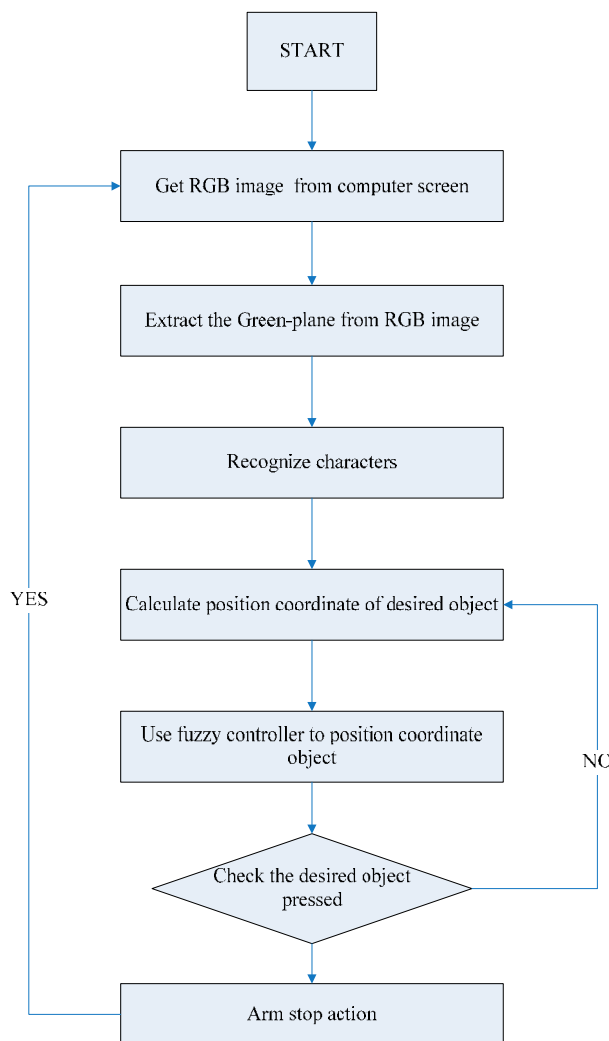 START
Get RGB image from computer screen
Extract the Green-plane from RGB image
Recognize characters
Calculate position coordinate of desired object
YES
Use fuzzy controller to position coordinate
object
NO
Check the desired object
pressed
Arm stop action